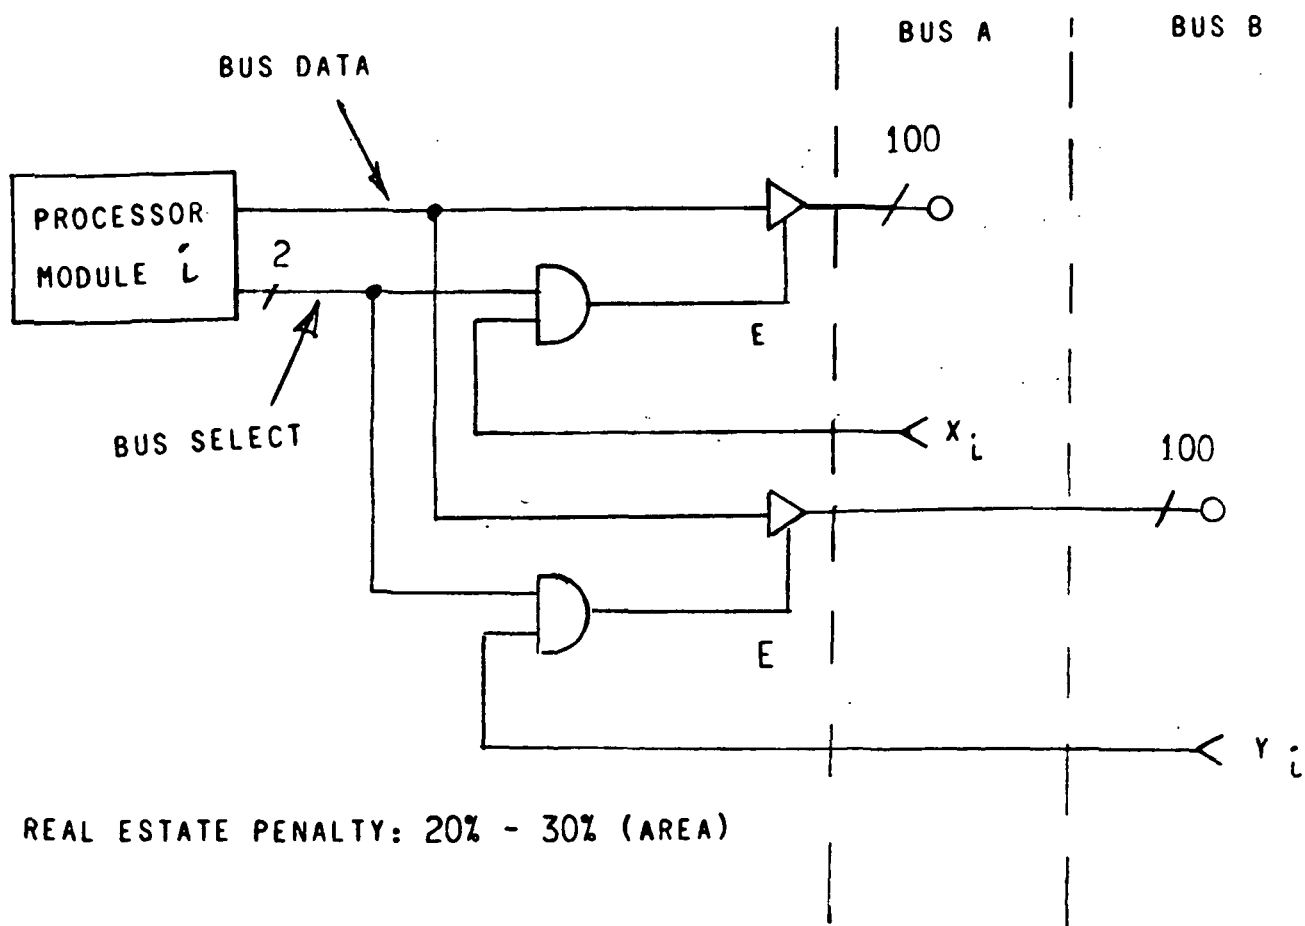 BUS A
BUS B
BUS DATA
100
PROCESSOR
MODULE i
2
E
BUS SELECT
X i
100
E
Y i
REAL ESTATE PENALTY: 20% - 30% (AREA)